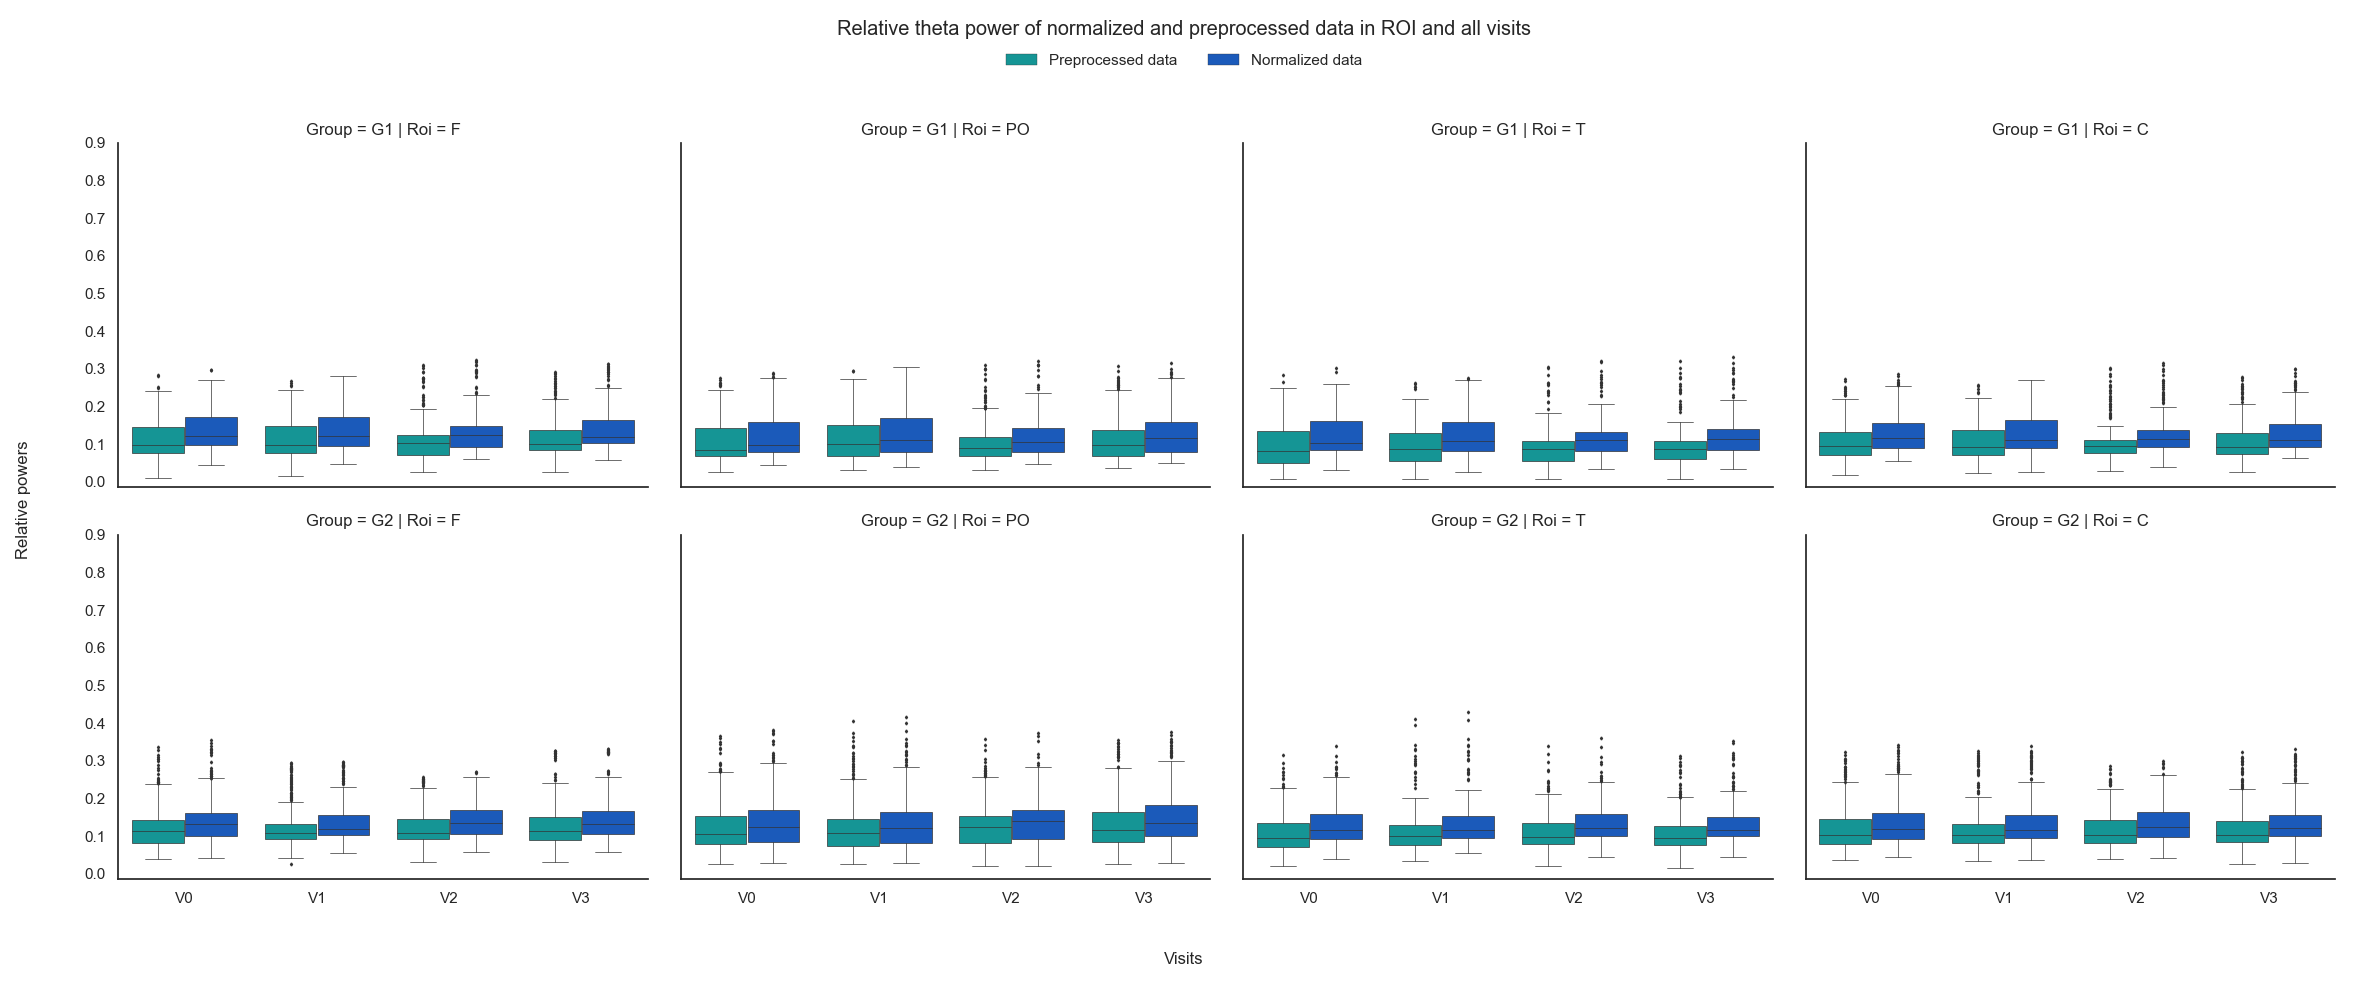 Relative theta power of normalized and preprocessed data in ROI and all visits
Preprocessed data Normalized data
Group = G1 | Roi = F Group = G1 | Roi = PO Group = G1 | Roi = T Group = G1 | Roi = C
0.9
0.8
0.7
0.6
0.5
0.4
0.3
0.2
0.1
0.0
Relative powers
Group = G2 | Roi = F Group = G2 | Roi = PO Group = G2 | Roi = T Group = G2 | Roi = C
0.9
0.8
0.7
0.6
0.5
0.4
0.3
0.2
0.1
0.0
V0 V1 V2 V3 V0 V1 V2 V3 V0 V1 V2 V3 V0 V1 V2 V3
Visits